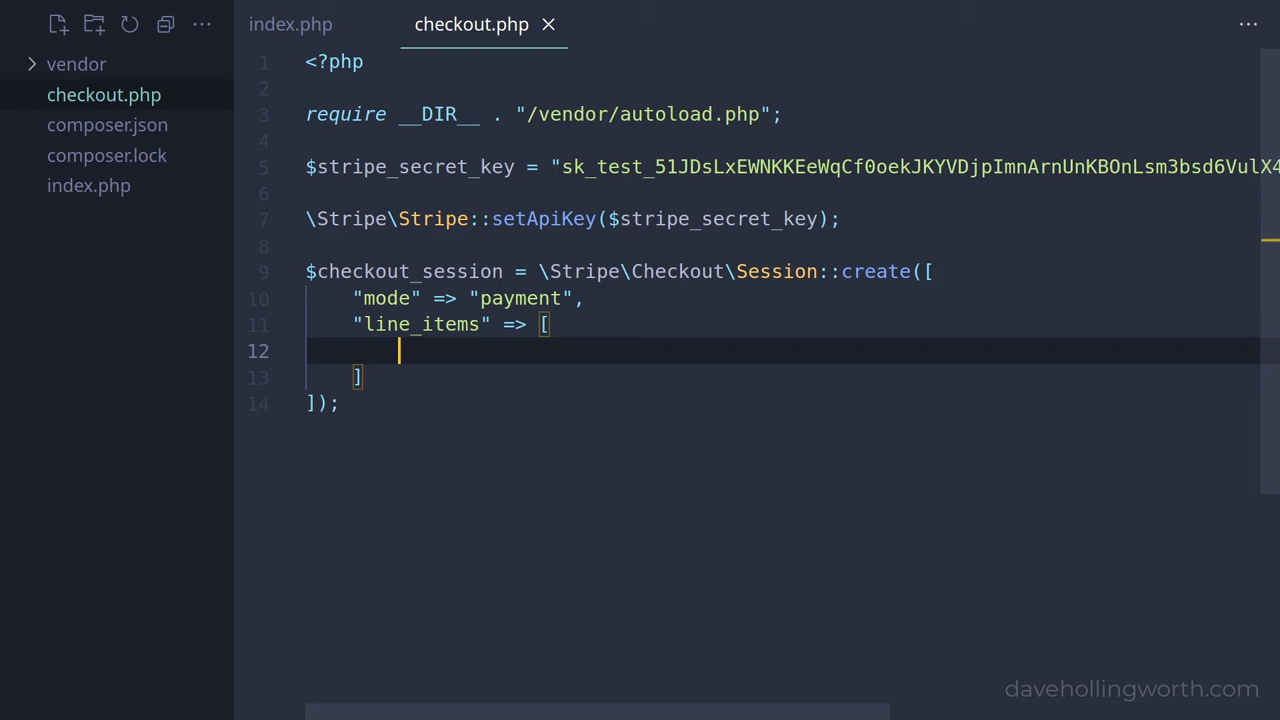 index.php
checkout.php
vendor
checkout.php
composer.json
composer.lock
index.php
1 <?php
2
3 require __DIR__ . "/vendor/autoload.php";
4
5 $stripe_secret_key = "sk_test_51JDsLxEWNKKEeWqCf0oekJKYVDjpImnArnUnKBOnLsm3bsd6VulX4
6
7 \Stripe\Stripe::setApiKey($stripe_secret_key);
8
9 $checkout_session = \Stripe\Checkout\Session::create([
10 "mode" => "payment",
11 "line_items" => [
12
13 ]
14 ]);
davehollingworth.com